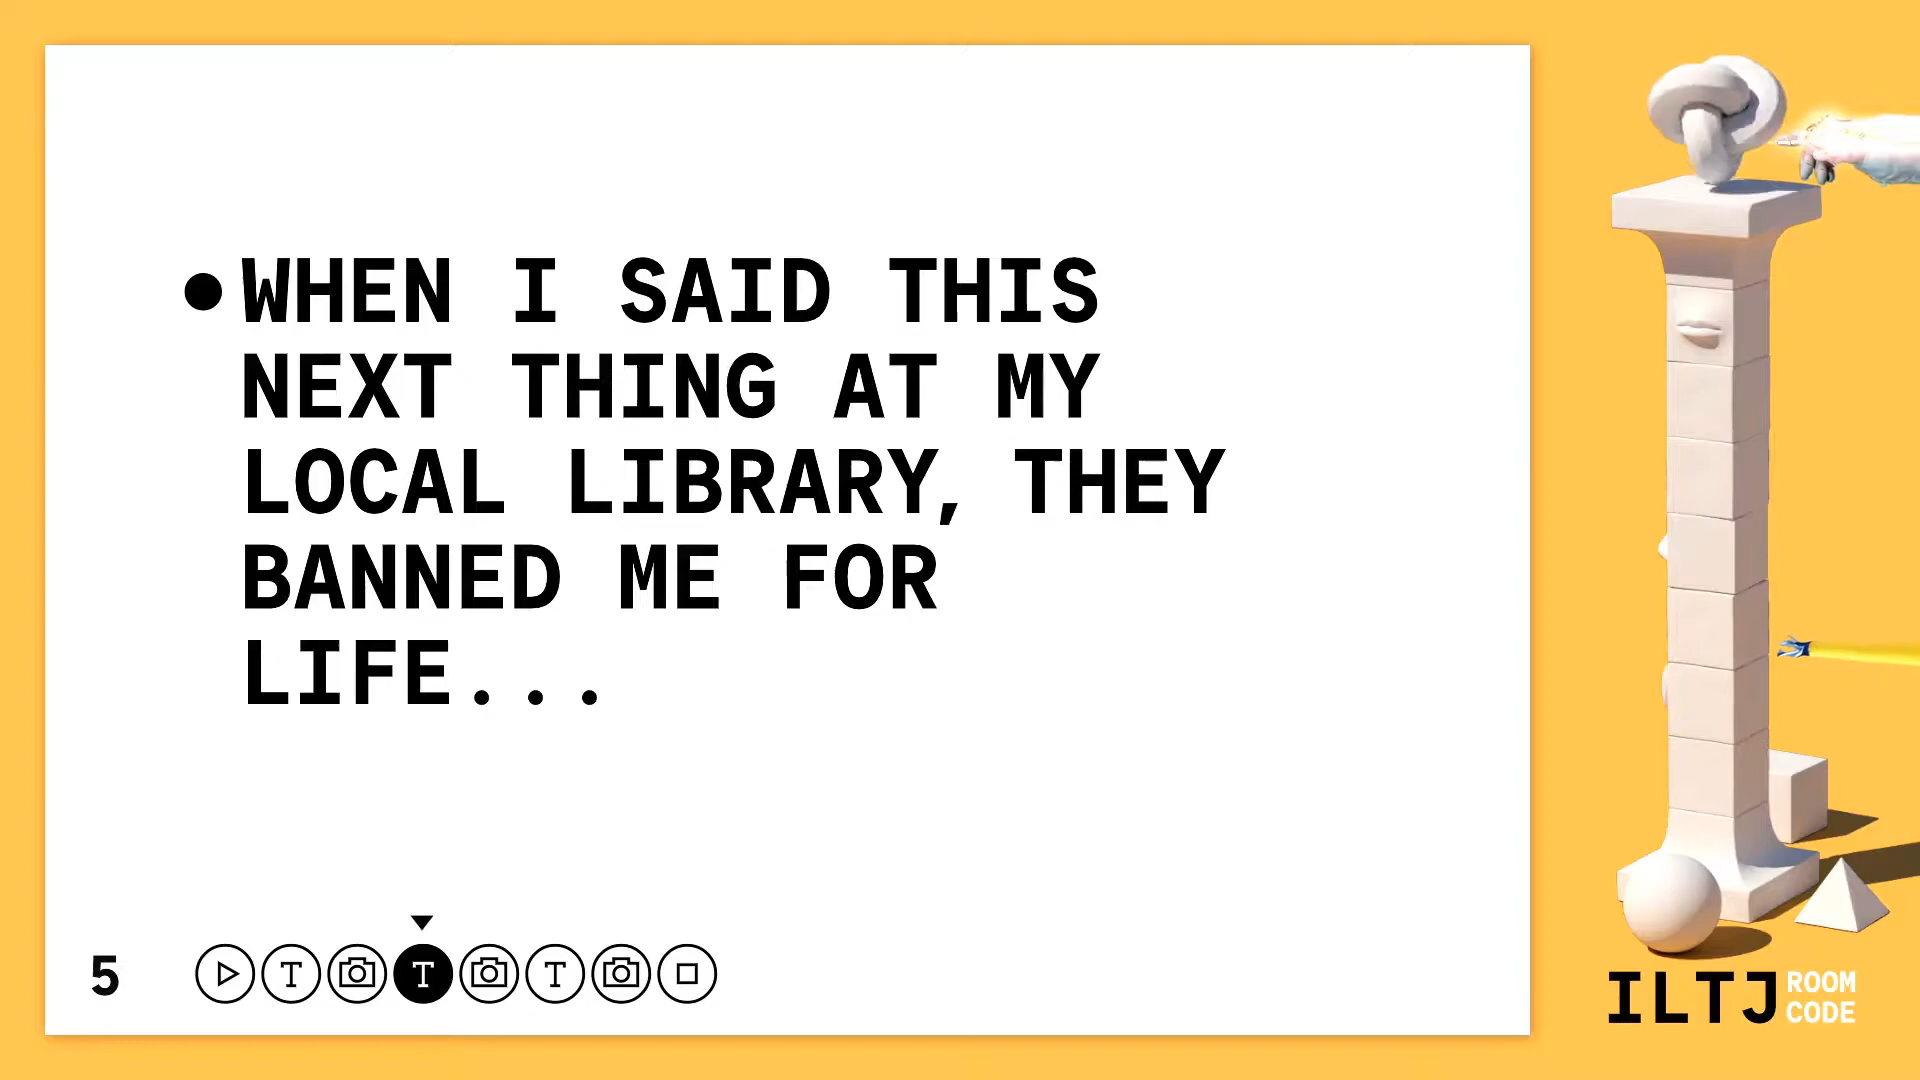 ●WHEN I SAID THIS
NEXT THING AT MY
LOCAL LIBRARY, THEY
BANNED ME FOR
LIFE...
5
T
T
T
ILTJ
ROOM
CODE